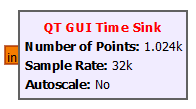 QT GUI Time Sink
in
Number of Points: 1.024k
Sample Rate: 32k
Autoscale: No